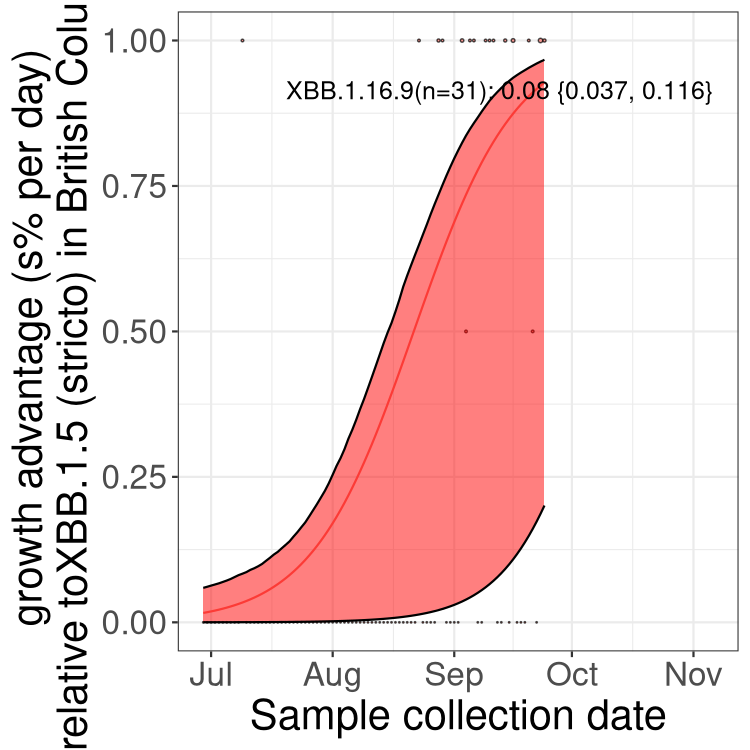 growth advantage (s% per day)
relative toXBB.1.5 (stricto) in British Colu
1.00
0.75
0.50
0.25
0.00
XBB.1.16.9(n=31): 0.08 {0.037, 0.116}
Jul Aug Sep Oct Nov
Sample collection date